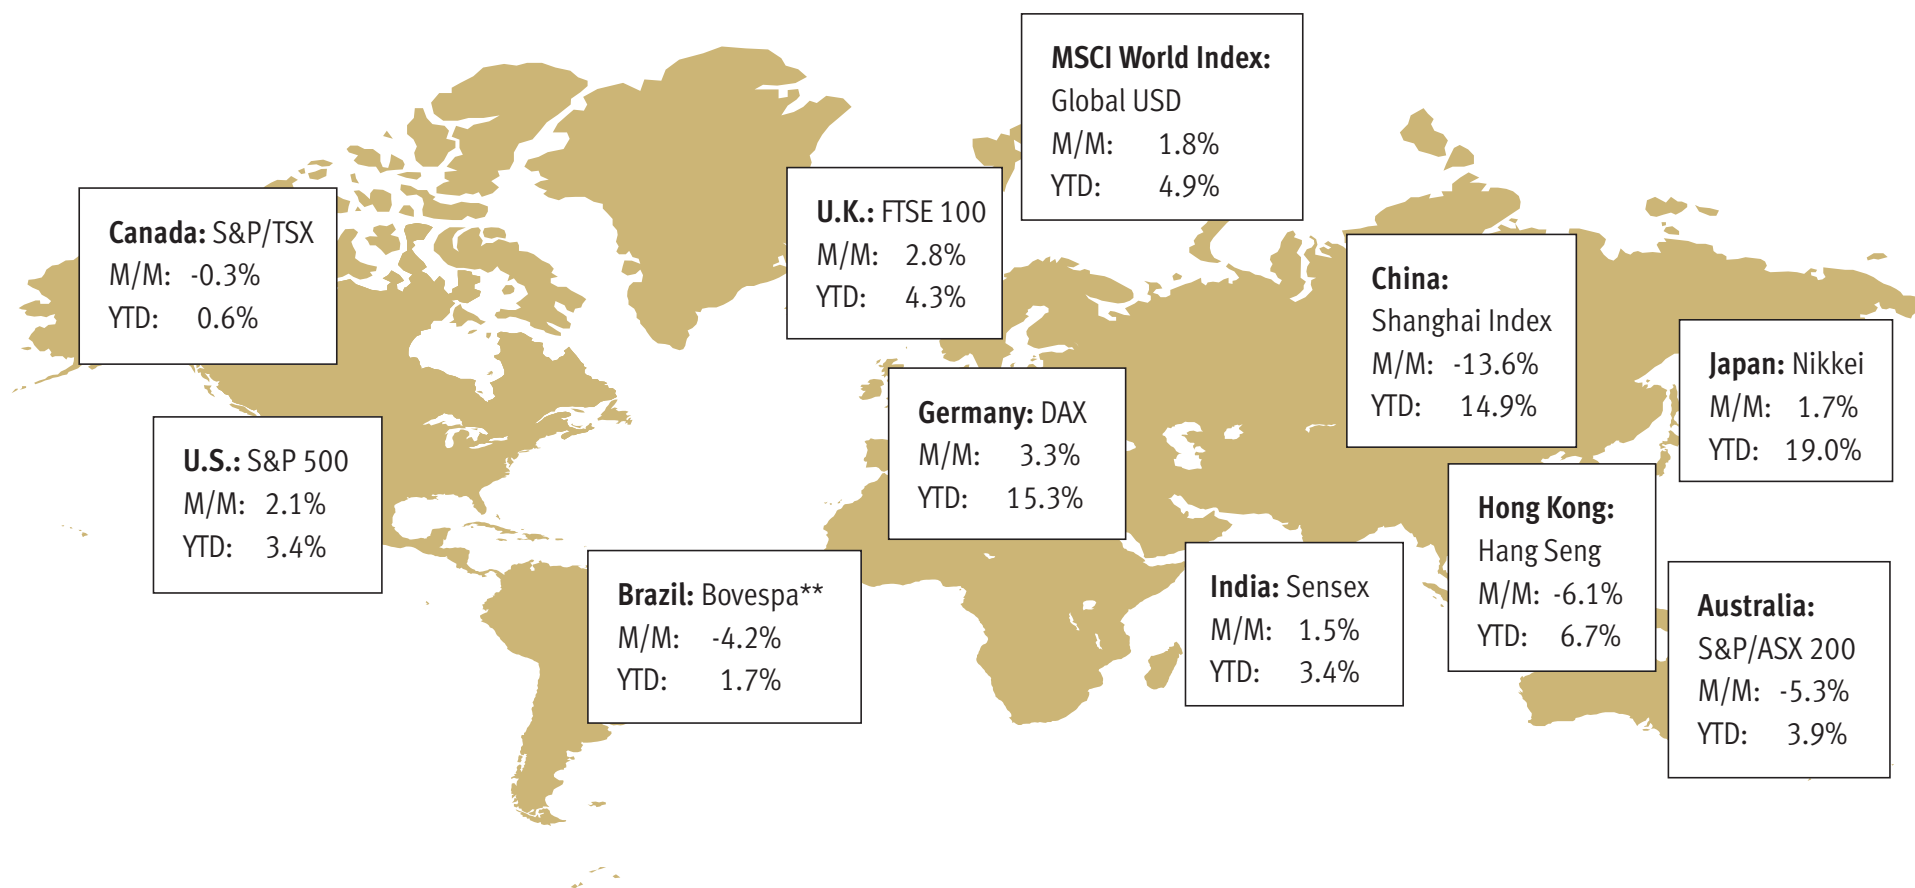 MSCI World Index:
Global USD
M/M: 1.8%
YTD: 4.9%
Canada: S&P/TSX
M/M: -0.3%
YTD: 0.6%
U.K.: FTSE 100
M/M: 2.8%
YTD: 4.3%
China:
Shanghai Index
M/M: -13.6%
YTD: 14.9%
Japan: Nikkei
M/M: 1.7%
YTD: 19.0%
Germany: DAX
M/M: 3.3%
YTD: 15.3%
U.S.: S&P 500
M/M: 2.1%
YTD: 3.4%
Hong Kong:
Hang Seng
M/M: -6.1%
YTD: 6.7%
Brazil: Bovespa**
M/M: -4.2%
YTD: 1.7%
India: Sensex
M/M: 1.5%
YTD: 3.4%
Australia:
S&P/ASX 200
M/M: -5.3%
YTD: 3.9%